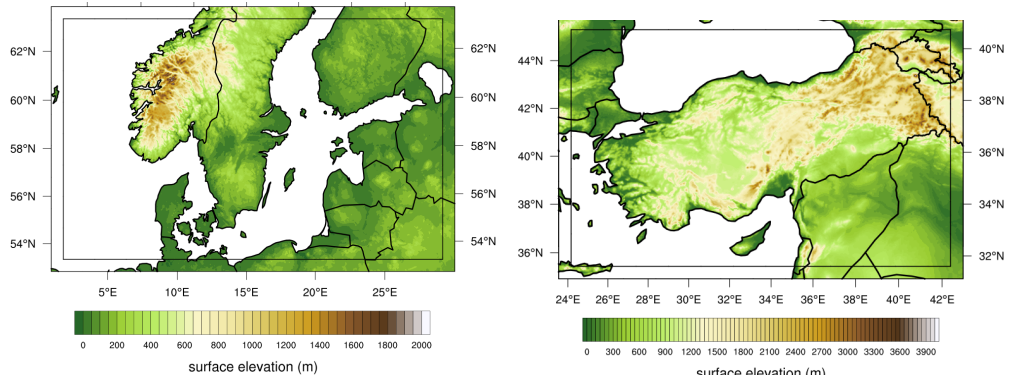 62°N
60°N
58°N
56°N
54°N
62°N
60°N
58°N
56°N
54°N
5°E 10°E 15°E 20°E 25°E
0 200 400 600 800 1000 1200 1400 1600 1800 2000
surface elevation (m)
44°N
42°N
40°N
38°N
36°N
40°N
38°N
36°N
34°N
32°N
24°E 26°E 28°E 30°E 32°E 34°E 36°E 38°E 40°E 42°E
0 300 600 900 1200 1500 1800 2100 2400 2700 3000 3300 3600 3900
surface elevation (m)